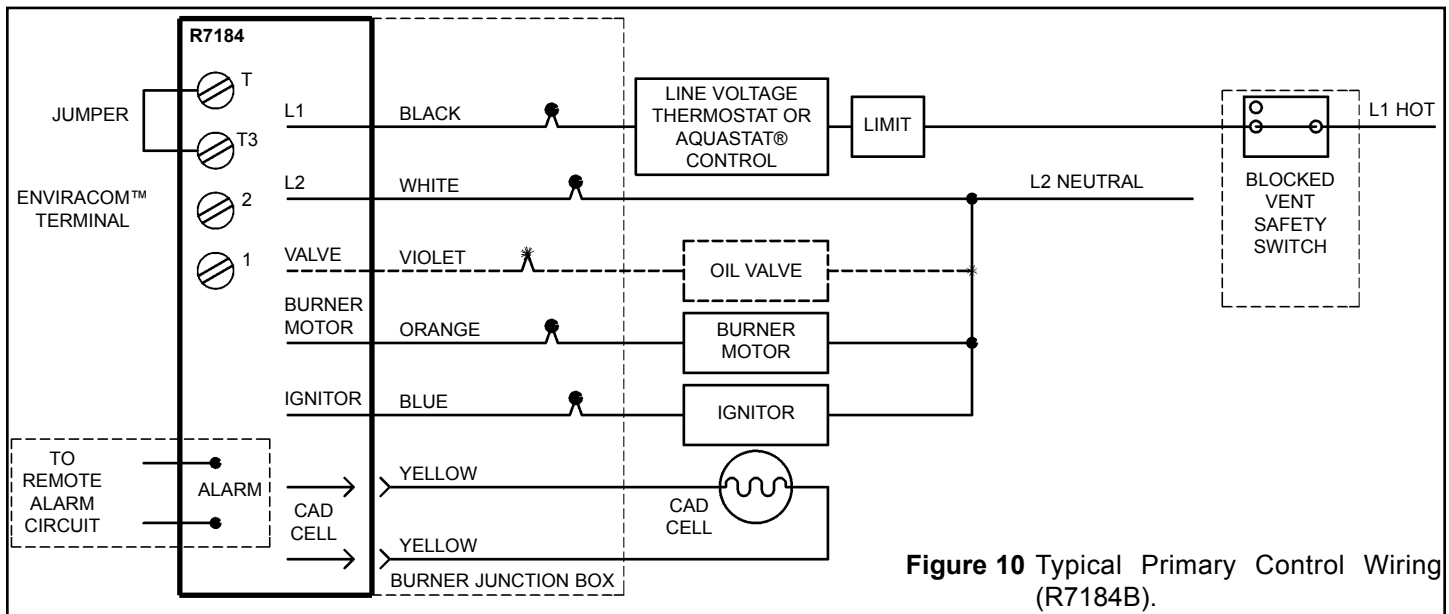 R7184
T
JUMPER
T3
ENVIRACOM™
TERMINAL
2
1
L1
BLACK
LINE VOLTAGE
THERMOSTAT OR
AQUASTAT®
CONTROL
LIMIT
L1 HOT
BLOCKED
VENT
SAFETY
SWITCH
L2
WHITE
L2 NEUTRAL
VALVE
VIOLET
OIL VALVE
BURNER
MOTOR
ORANGE
BURNER
MOTOR
IGNITOR
BLUE
IGNITOR
TO
REMOTE
ALARM
CIRCUIT
ALARM
CAD
CELL
YELLOW
CAD
CELL
YELLOW
BURNER JUNCTION BOX
Figure 10 Typical Primary Control Wiring
(R7184B).